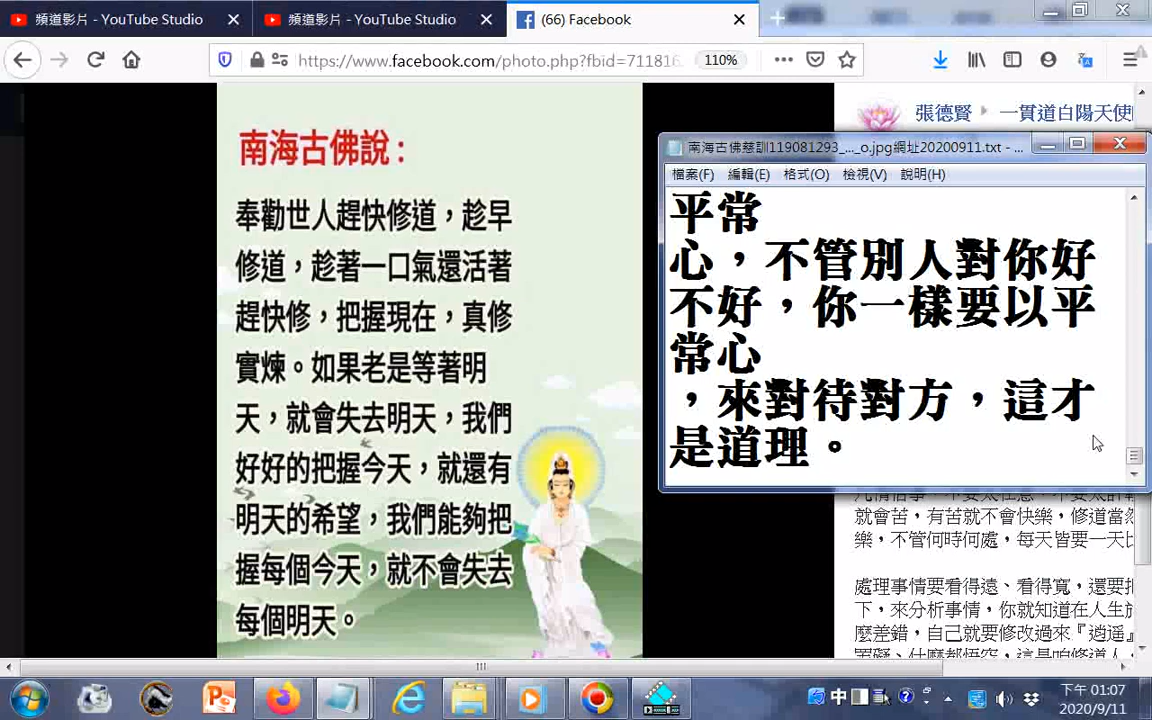 頻道影片 - YouTube Studio
頻道影片 - YouTube Studio
(66) Facebook
https://www.facebook.com/photo.php?fbid=711816
110%
南海古佛說：
奉勸世人趕快修道，趁早
修道，趁著一口氣還活著
趕快修，把握現在，真修
實煉。如果老是等著明
天，就會失去明天，我們
好好的把握今天，就還有
明天的希望，我們能夠把
握每個今天，就不會失去
每個明天。
張德賢 一貫道白陽天使
南海古佛慈訓119081293_..._o.jpg網址20200911.txt - ...
檔案(F) 編輯(E) 格式(O) 檢視(V) 說明(H)
平常
心，不管別人對你好
不好，你一樣要以平
常心
，來對待對方，這才
是道理。
就會苦，有苦就不會快樂，修道當然
樂，不管何時何處，每天皆要一天比
處理事情要看得遠、看得寬，還要把
下，來分析事情，你就知道在人生旅
麼差錯，自己就要修改過來『逍遙』
中
下午 01:07
2020/9/11